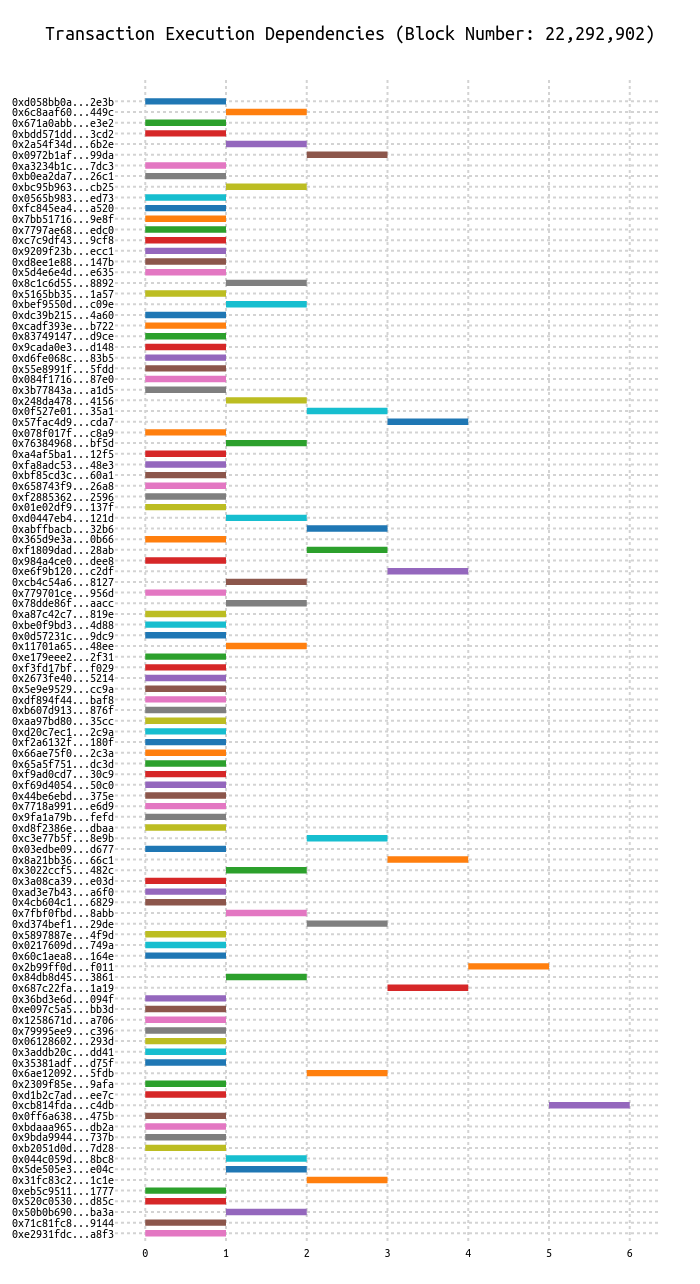 Transaction Execution Dependencies (Block Number: 22,292,902)
0xd058bb0a...2e3b
0x6c8aaf60...449c
0x671a0abb...e3e2
0xbdd571dd...3cd2
0x2a54f34d...6b2e
0x0972b1af...99da
0xa3234b1c...7dc3
0xb0ea2da7...26c1
0xbc95b963...cb25
0x0565b983...ed73
0xfc845ea4...a520
0x7bb51716...9e8f
0x7797ae68...edc0
0xc7c9df43...9cf8
0x9209f23b...ecc1
0xd8ee1e88...147b
0x5d4e6e4d...e635
0x8c1c6d55...8892
0x5165bb35...1a57
0xbef9550d...c09e
0xdc39b215...4a60
0xcadf393e...b722
0x83749147...d9ce
0x9cada0e3...d148
0xd6fe068c...83b5
0x55e8991f...5fdd
0x084f1716...87e0
0x3b77843a...a1d5
0x248da478...4156
0x0f527e01...35a1
0x57fac4d9...cda7
0x078f017f...c8a9
0x76384968...bf5d
0xa4af5ba1...12f5
0xfa8adc53...48e3
0xbf85cd3c...60a1
0x658743f9...26a8
0xf2885362...2596
0x01e02df9...137f
0xd0447eb4...121d
0xabffbacb...32b6
0x365d9e3a...0b66
0xf1809dad...28ab
0x984a4ce0...dee8
0xe6f9b120...c2df
0xcb4c54a6...8127
0x779701ce...956d
0x78dde86f...aacc
0xa87c42c7...819e
0xbe0f9bd3...4d88
0x0d57231c...9dc9
0x11701a65...48ee
0xe179eee2...2f31
0xf3fd17bf...f029
0x2673fe40...5214
0x5e9e9529...cc9a
0xdf894f44...baf8
0xb607d913...876f
0xaa97bd80...35cc
0xd20c7ec1...2c9a
0xf2a6132f...180f
0x66ae75f0...2c3a
0x65a5f751...dc3d
0xf9ad0cd7...30c9
0xf69d4054...50c0
0x44be6ebd...375e
0x7718a991...e6d9
0x9fa1a79b...fefd
0xd8f2386e...dbaa
0xc3e77b5f...8e9b
0x03edbe09...d677
0x8a21bb36...66c1
0x3022ccf5...482c
0x3a08ca39...e03d
0xad3e7b43...a6f0
0x4cb604c1...6829
0x7fbf0fbd...8abb
0xd374bef1...29de
0x5897887e...4f9d
0x0217609d...749a
0x60c1aea8...164e
0x2b99ff0d...f011
0x84db8d45...3861
0x687c22fa...1a19
0x36bd3e6d...094f
0xe097c5a5...bb3d
0x1258671d...a706
0x79995ee9...c396
0x06128602...293d
0x3addb20c...dd41
0x35381adf...d75f
0x6ae12092...5fdb
0x2309f85e...9afa
0xd1b2c7ad...ee7c
0xcb814fda...c4db
0x0ff6a638...475b
0xbdaaa965...db2a
0x9bda9944...737b
0xb2051d0d...7d28
0x044c059d...8bc8
0x5de505e3...e04c
0x31fc83c2...1c1e
0xeb5c9511...1777
0x520c0530...d85c
0x50b0b690...ba3a
0x71c81fc8...9144
0xe2931fdc...a8f3
0 1 2 3 4 5 6